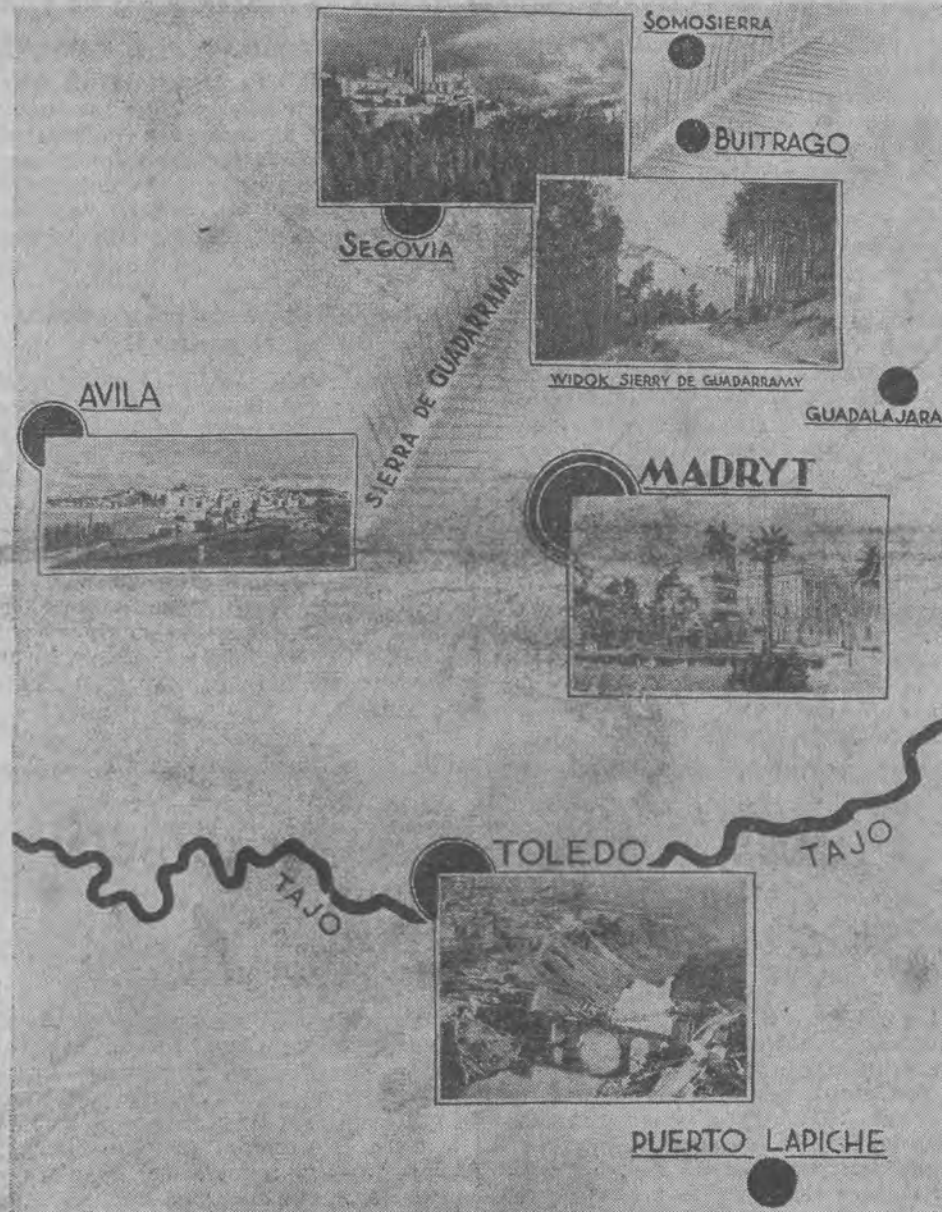 SOMOSIERRA
BUITRAGO
SEGOVIA
SIERRA DE GUADARRAMA
WIDOK SIERRY DE GUADARRAMY
AVILA
GUADALAJARA
MADRYT
TOLEDO
TAJO
TAJO
PUERTO LAPICHE